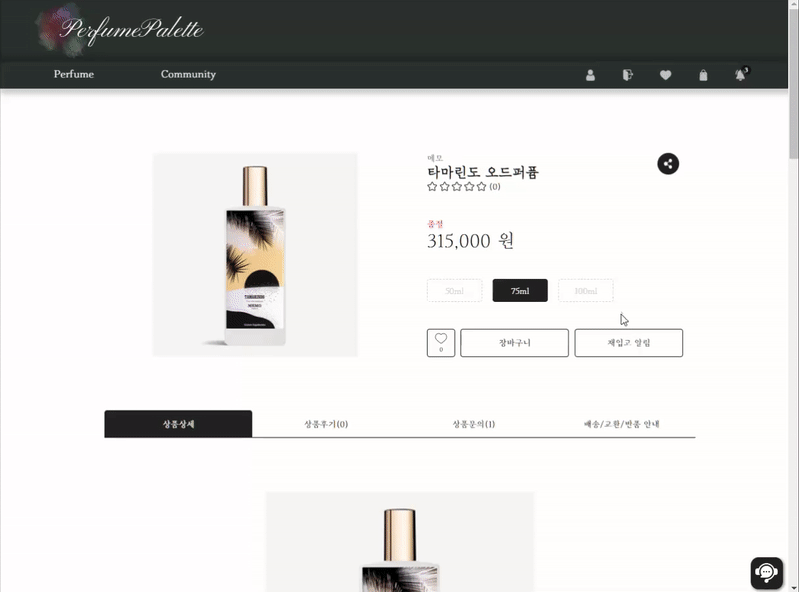 PerfumePalette
Perfume
Community
3
메모
타마린도 오드퍼퓸
(0)
품절
315,000 원
50ml
75ml
100ml
0
장바구니
재입고 알림
상품상세
상품후기(0)
상품문의(1)
배송/교환/반품 안내
TAMARINDO
MEMO